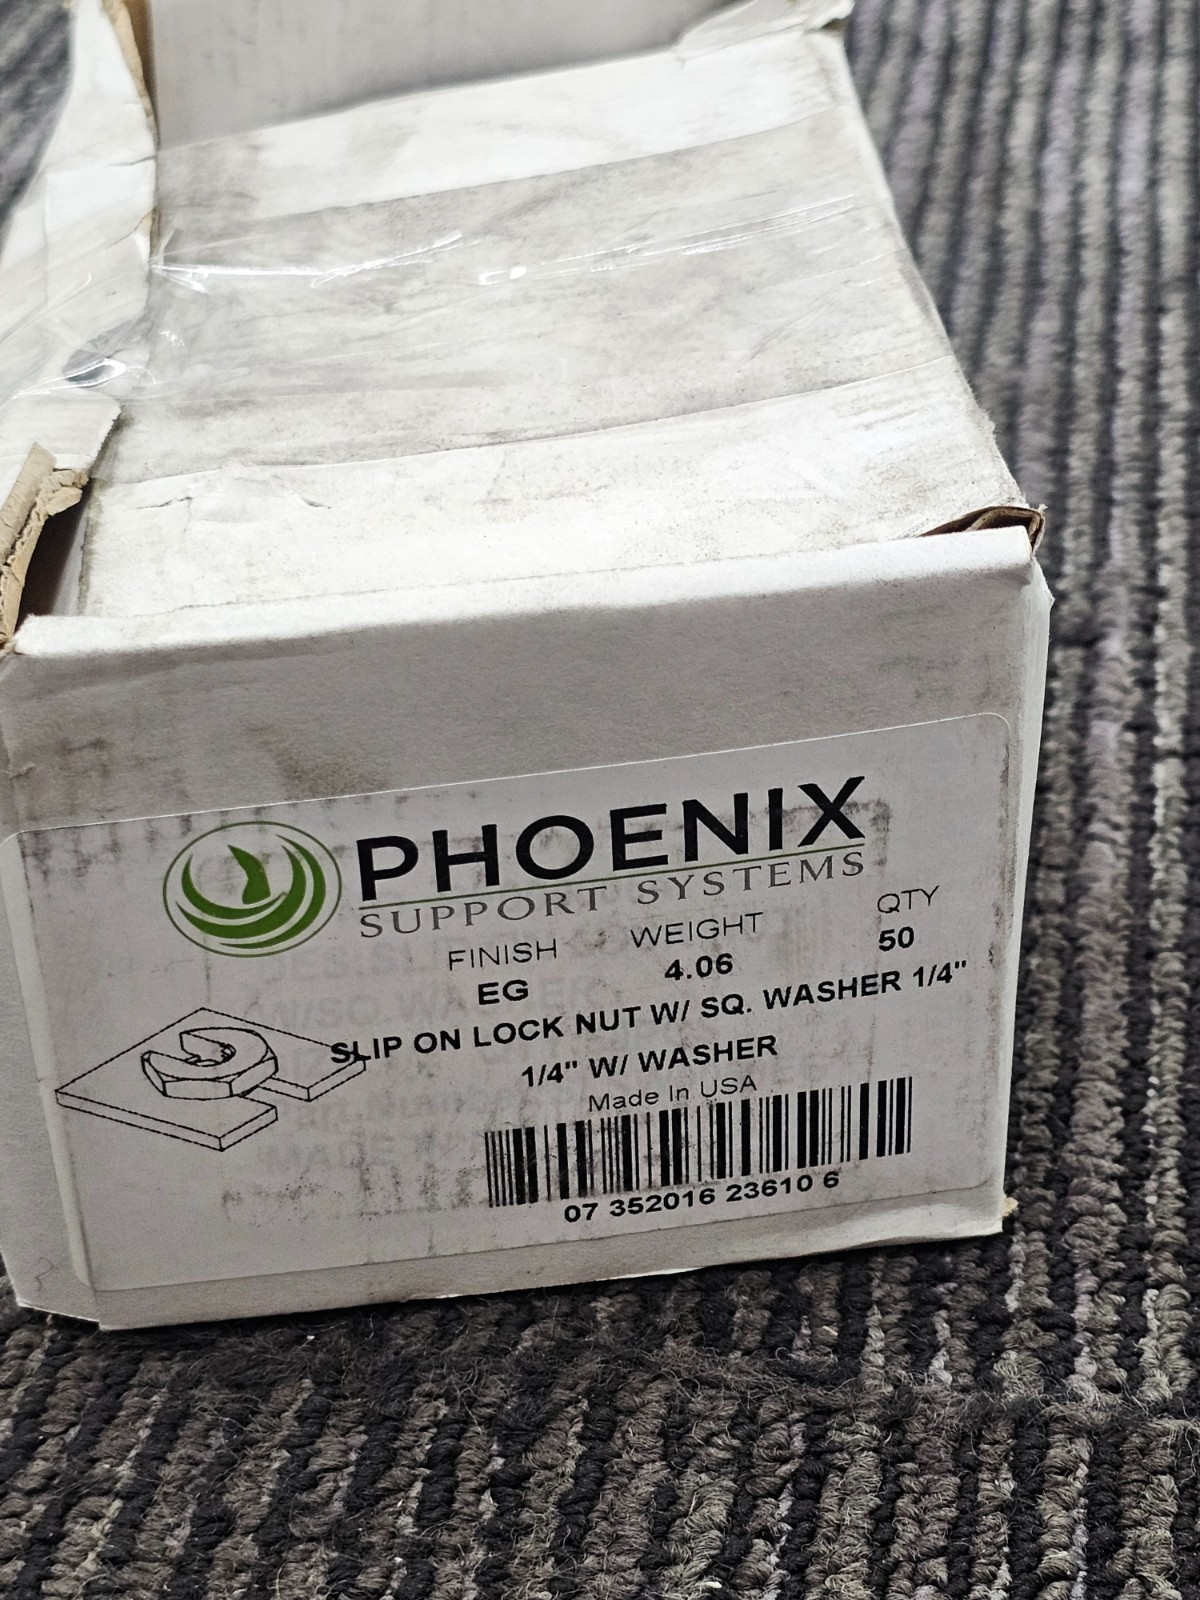 PHOENIX
SUPPORT SYSTEMS
FINISH WEIGHT QTY
EG 4.06 50
SLIP ON LOCK NUT W/ SQ. WASHER 1/4"
1/4" W/ WASHER
Made In USA
07 352016 23610 6